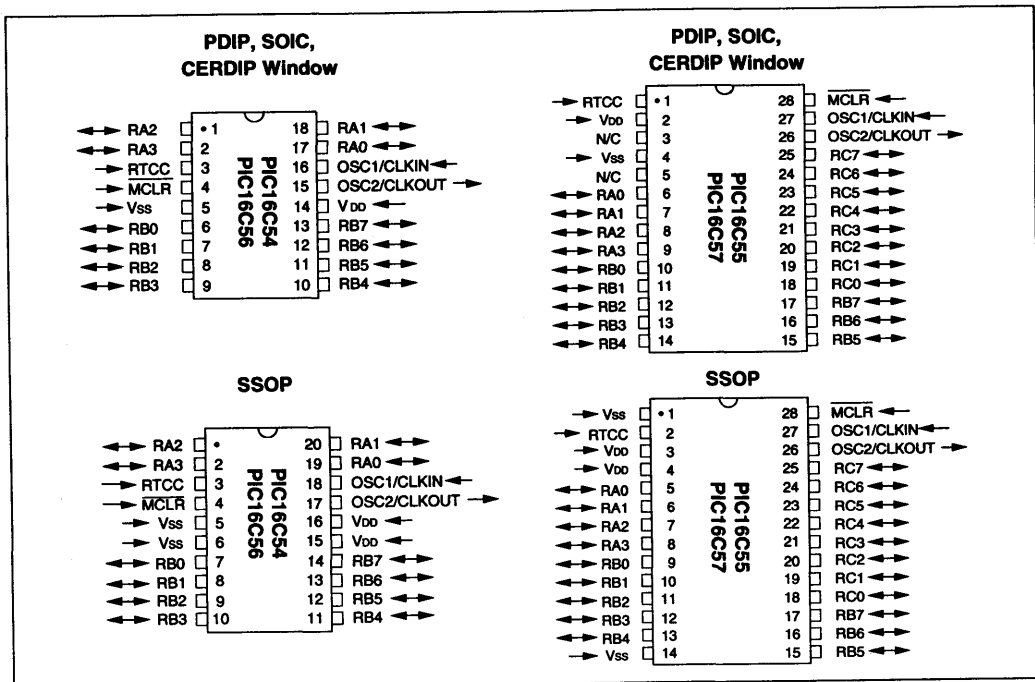 PDIP, SOIC,
CERDIP Window
RA2 •1 18 RA1
RA3 2 17 RA0
RTCC 3 16 OSC1/CLKIN
MCLR 4 15 OSC2/CLKOUT
Vss 5 14 VDD
RB0 6 13 RB7
RB1 7 12 RB6
RB2 8 11 RB5
RB3 9 10 RB4
PIC16C54
PIC16C56
PDIP, SOIC,
CERDIP Window
RTCC •1 28 MCLR
VDD 2 27 OSC1/CLKIN
N/C 3 26 OSC2/CLKOUT
Vss 4 25 RC7
N/C 5 24 RC6
RA0 6 23 RC5
RA1 7 22 RC4
RA2 8 21 RC3
RA3 9 20 RC2
RB0 10 19 RC1
RB1 11 18 RC0
RB2 12 17 RB7
RB3 13 16 RB6
RB4 14 15 RB5
PIC16C55
PIC16C57
SSOP
RA2 • 20 RA1
RA3 2 19 RA0
RTCC 3 18 OSC1/CLKIN
MCLR 4 17 OSC2/CLKOUT
Vss 5 16 VDD
Vss 6 15 VDD
RB0 7 14 RB7
RB1 8 13 RB6
RB2 9 12 RB5
RB3 10 11 RB4
PIC16C54
PIC16C56
SSOP
Vss •1 28 MCLR
RTCC 2 27 OSC1/CLKIN
VDD 3 26 OSC2/CLKOUT
VDD 4 25 RC7
RA0 5 24 RC6
RA1 6 23 RC5
RA2 7 22 RC4
RA3 8 21 RC3
RB0 9 20 RC2
RB1 10 19 RC1
RB2 11 18 RC0
RB3 12 17 RB7
RB4 13 16 RB6
Vss 14 15 RB5
PIC16C55
PIC16C57